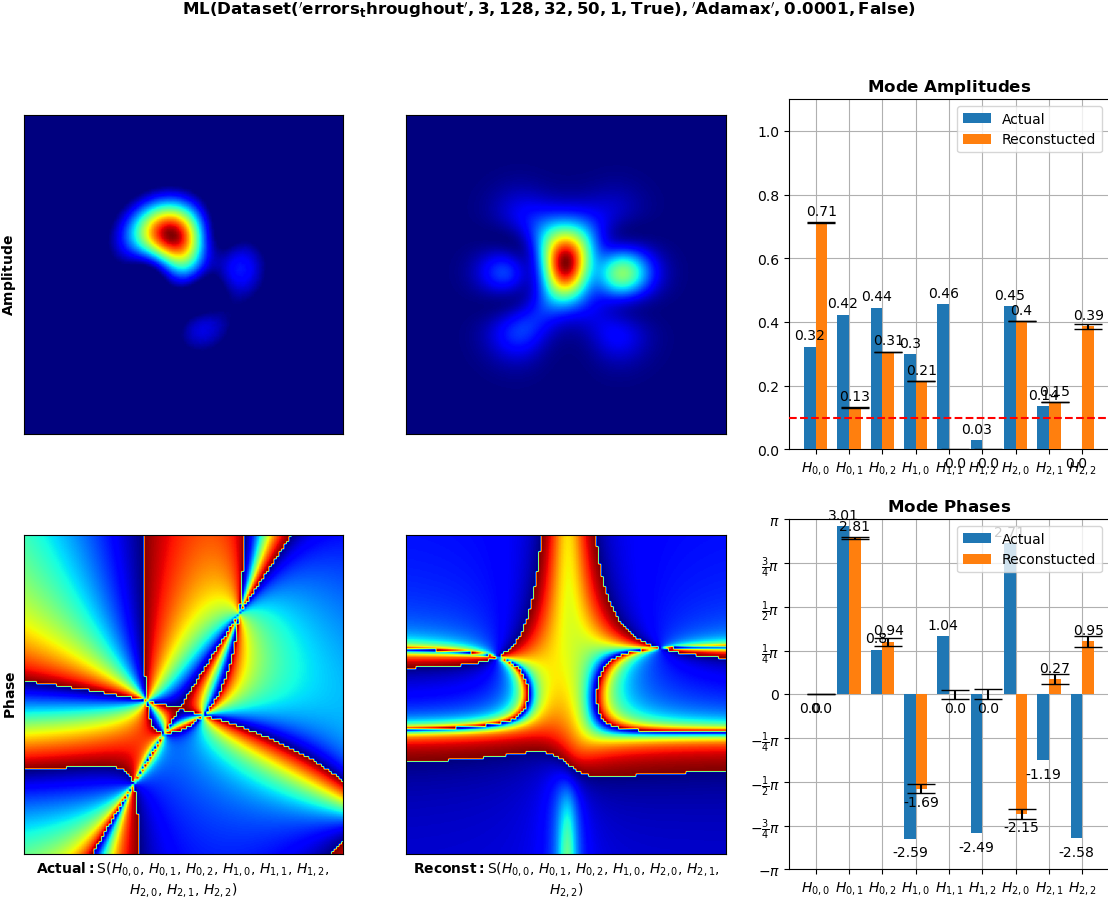 ML(Dataset('errors_throughout', 3, 128, 32, 50, 1, True), 'Adamax', 0.0001, False)
Mode Amplitudes
Amplitude
1.0
0.8
0.6
0.4
0.2
0.0
Actual
Reconstucted
0.32
0.71
0.42
0.13
0.44
0.31
0.3
0.21
0.46
0.0
0.03
0.0
0.45
0.4
0.14
0.15
0.0
0.39
H0,0 H0,1 H0,2 H1,0 H1,1 H1,2 H2,0 H2,1 H2,2
Mode Phases
Phase
π
3/4π
1/2π
1/4π
0
−1/4π
−1/2π
−3/4π
−π
Actual
Reconstucted
0.0
0.0
3.01
2.81
0.8
0.94
-2.59
-1.69
1.04
0.0
-2.49
0.0
2.71
-2.15
-1.19
0.27
-2.58
0.95
H0,0 H0,1 H0,2 H1,0 H1,1 H1,2 H2,0 H2,1 H2,2
Actual: S(H0,0, H0,1, H0,2, H1,0, H1,1, H1,2,
H2,0, H2,1, H2,2)
Reconst: S(H0,0, H0,1, H0,2, H1,0, H2,0, H2,1,
H2,2)